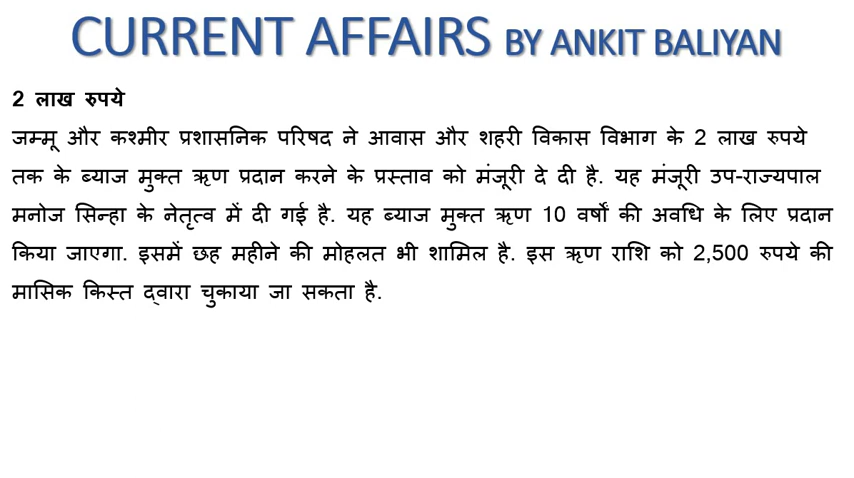 CURRENT AFFAIRS BY ANKIT BALIYAN
2 लाख रुपये
जम्मू और कश्मीर प्रशासनिक परिषद ने आवास और शहरी विकास विभाग के 2 लाख रुपये
तक के ब्याज मुक्त ऋण प्रदान करने के प्रस्ताव को मंजूरी दे दी है. यह मंजूरी उप-राज्यपाल
मनोज सिन्हा के नेतृत्व में दी गई है. यह ब्याज मुक्त ऋण 10 वर्षों की अवधि के लिए प्रदान
किया जाएगा. इसमें छह महीने की मोहलत भी शामिल है. इस ऋण राशि को 2,500 रुपये की
मासिक किस्त द्वारा चुकाया जा सकता है.